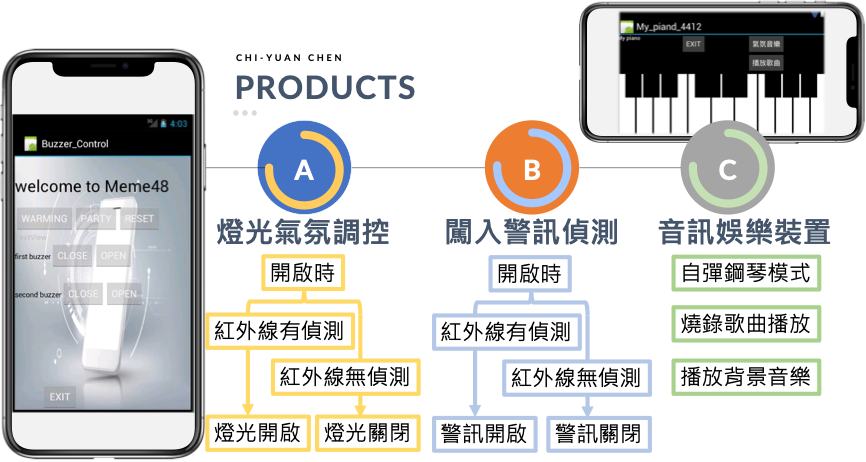 CHI-YUAN CHEN
PRODUCTS
4:03
Buzzer_Control
welcome to Meme48
WARMING PARTY RESET
first buzzer CLOSE OPEN
second buzzer CLOSE OPEN
EXIT
My_piand_4412
My piano
EXIT
氣氛音樂
播放歌曲
A
燈光氣氛調控
開啟時
紅外線有偵測
紅外線無偵測
燈光開啟
燈光關閉
B
闖入警訊偵測
開啟時
紅外線有偵測
紅外線無偵測
警訊開啟
警訊關閉
C
音訊娛樂裝置
自彈鋼琴模式
燒錄歌曲播放
播放背景音樂